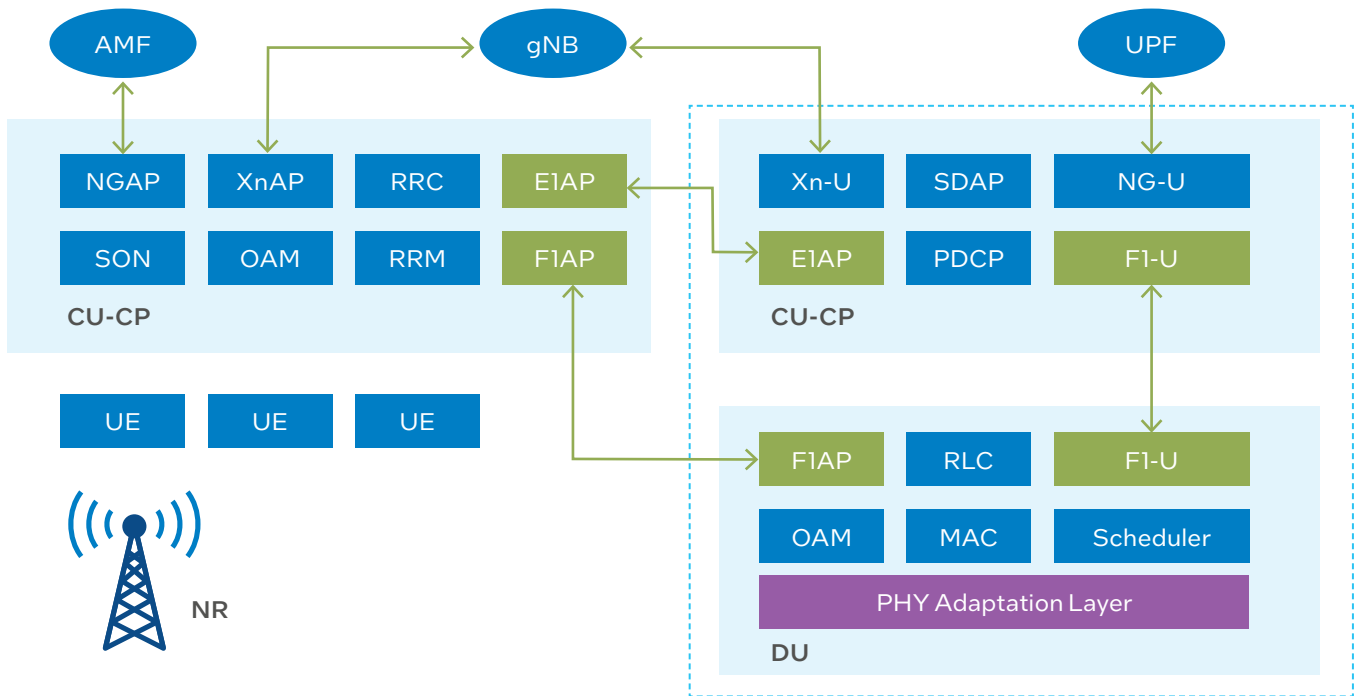 AMF
gNB
UPF
NGAP
XnAP
RRC
E1AP
SON
OAM
RRM
F1AP
CU-CP
Xn-U
SDAP
NG-U
E1AP
PDCP
F1-U
CU-CP
UE
UE
UE
NR
F1AP
RLC
F1-U
OAM
MAC
Scheduler
PHY Adaptation Layer
DU